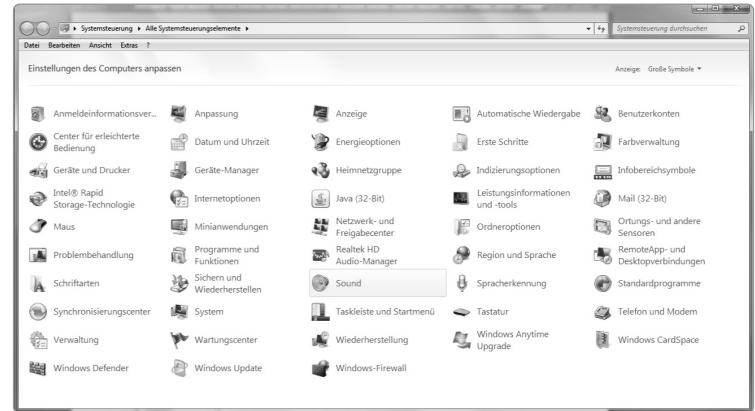 Systemsteuerung Alle Systemsteuerungselemente
Systemsteuerung durchsuchen
Datei Bearbeiten Ansicht Extras ?
Einstellungen des Computers anpassen
Anzeige: Große Symbole
Anmeldeinformationsver...
Anpassung
Anzeige
Automatische Wiedergabe
Benutzerkonten
Center für erleichterte
Bedienung
Datum und Uhrzeit
Energieoptionen
Erste Schritte
Farbverwaltung
Geräte und Drucker
Geräte-Manager
Heimnetzgruppe
Indizierungsoptionen
Infobereichsymbole
Intel® Rapid
Storage-Technologie
Internetoptionen
Java (32-Bit)
Leistungsinformationen
und -tools
Mail (32-Bit)
Maus
Minianwendungen
Netzwerk- und
Freigabecenter
Ordneroptionen
Ortungs- und andere
Sensoren
Problembehandlung
Programme und
Funktionen
Realtek HD
Audio-Manager
Region und Sprache
RemoteApp- und
Desktopverbindungen
Schriftarten
Sichern und
Wiederherstellen
Sound
Spracherkennung
Standardprogramme
Synchronisierungscenter
System
Taskleiste und Startmenü
Tastatur
Telefon und Modem
Verwaltung
Wartungscenter
Wiederherstellung
Windows Anytime
Upgrade
Windows CardSpace
Windows Defender
Windows Update
Windows-Firewall